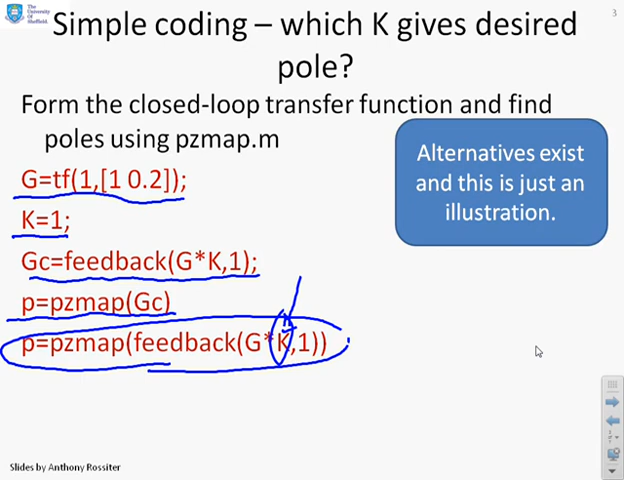 The
University
Of
Sheffield.
3
Simple coding – which K gives desired
pole?
Form the closed-loop transfer function and find
poles using pzmap.m
G=tf(1,[1 0.2]);
K=1;
Gc=feedback(G*K,1);
p=pzmap(Gc)
p=pzmap(feedback(G*K,1))
Alternatives exist
and this is just an
illustration.
Slides by Anthony Rossiter